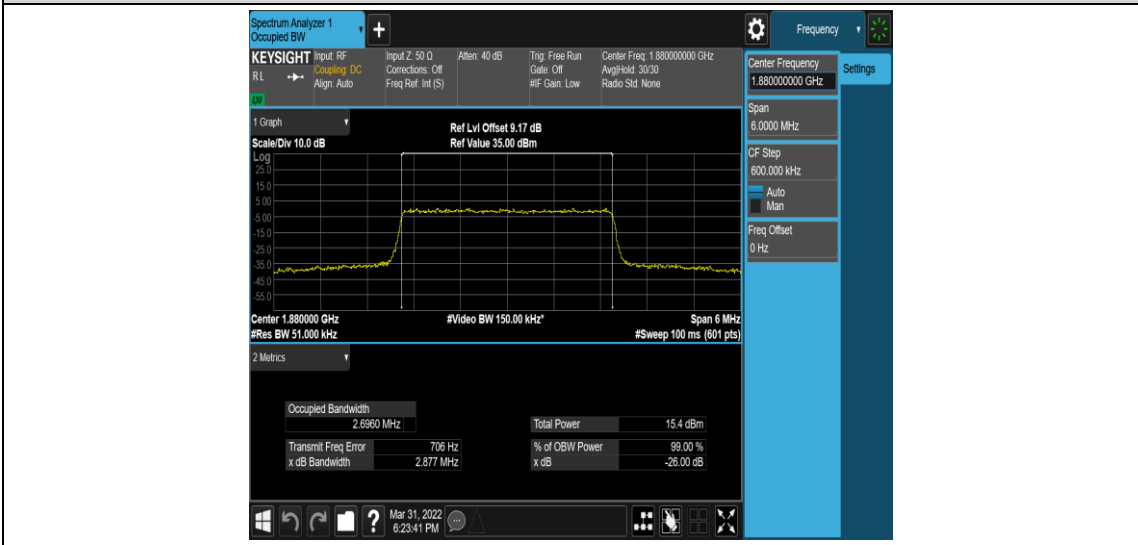 Spectrum Analyzer 1
Occupied BW
+
Frequency
KEYSIGHT
R L
LXI
Input: RF
Coupling: DC
Align: Auto
Input Z: 50 Ω
Corrections: Off
Freq Ref: Int (S)
Atten: 40 dB
Trig: Free Run
Gate: Off
#IF Gain: Low
Center Freq: 1.880000000 GHz
Avg|Hold: 30/30
Radio Std: None
Center Frequency
1.880000000 GHz
Settings
Span
6.0000 MHz
CF Step
600.000 kHz
Auto
Man
Freq Offset
0 Hz
1 Graph
Scale/Div 10.0 dB
Ref Lvl Offset 9.17 dB
Ref Value 35.00 dBm
Log
25.0
15.0
5.00
-5.00
-15.0
-25.0
-35.0
-45.0
-55.0
Center 1.880000 GHz
#Res BW 51.000 kHz
#Video BW 150.00 kHz*
Span 6 MHz
#Sweep 100 ms (601 pts)
2 Metrics
Occupied Bandwidth
2.6960 MHz
Transmit Freq Error 706 Hz
x dB Bandwidth 2.877 MHz
Total Power 15.4 dBm
% of OBW Power 99.00 %
x dB -26.00 dB
?
Mar 31, 2022
6:23:41 PM